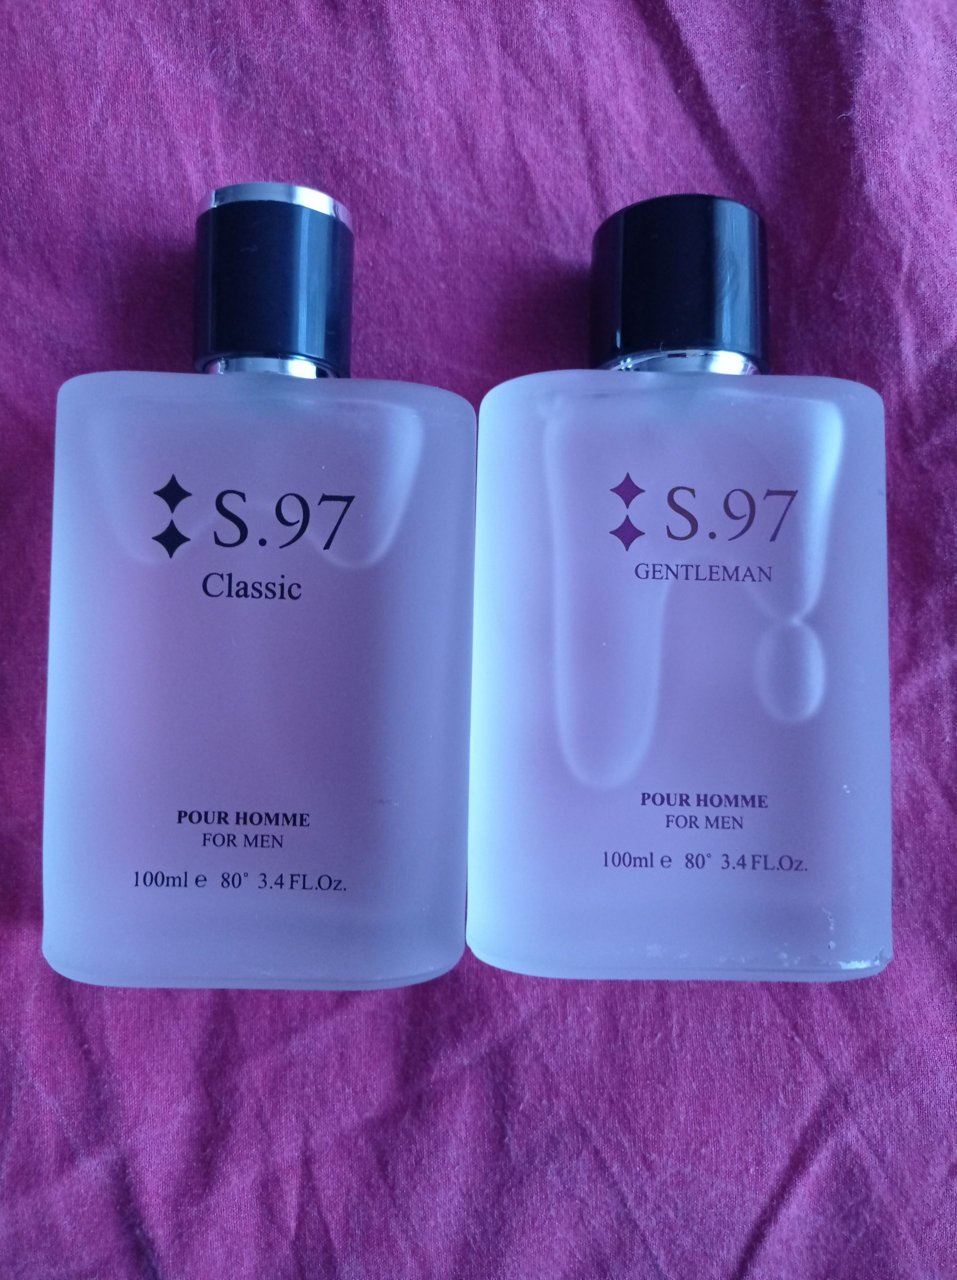 S.97
Classic
POUR HOMME
FOR MEN
100ml e 80° 3.4 FL.Oz.
S.97
GENTLEMAN
POUR HOMME
FOR MEN
100ml e 80° 3.4 FL.Oz.